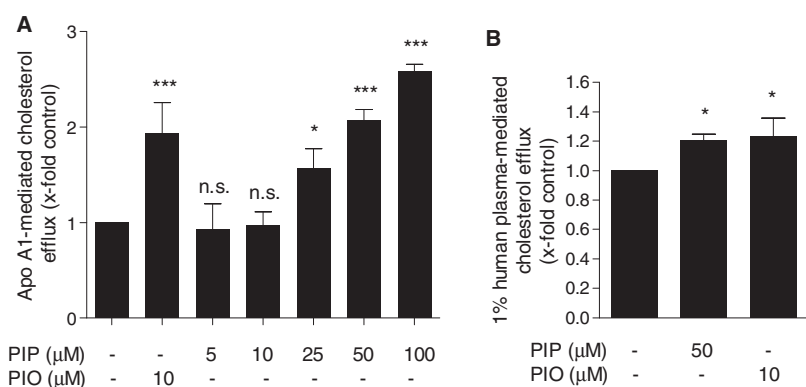 A
Apo A1-mediated cholesterol
efflux (x-fold control)
3
2
1
0
***
n.s.
n.s.
*
***
***
PIP (μM) - - 5 10 25 50 100
PIO (μM) - 10 - - - - -
B
1% human plasma-mediated
cholesterol efflux
(x-fold control)
1.6
1.4
1.2
1.0
0.8
0.6
0.4
0.2
0.0
*
*
PIP (μM) - 50 -
PIO (μM) - - 10